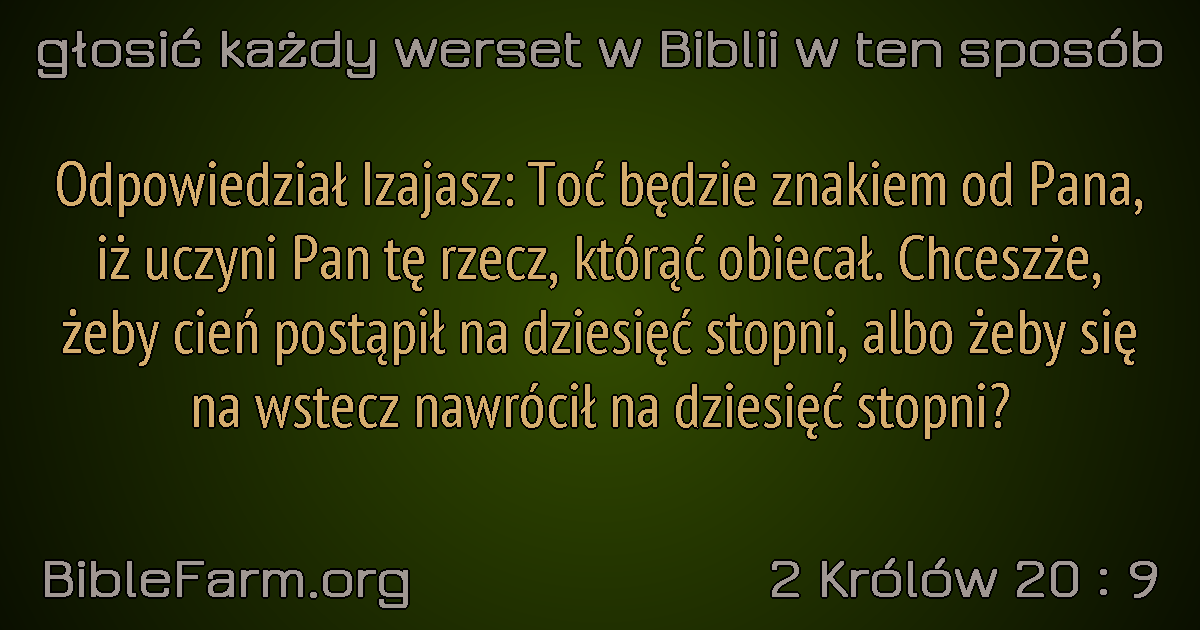 głosić każdy werset w Biblii w ten sposób
Odpowiedział Izajasz: Toć będzie znakiem od Pana,
iż uczyni Pan tę rzecz, którąć obiecał. Chceszże,
żeby cień postąpił na dziesięć stopni, albo żeby się
na wstecz nawrócił na dziesięć stopni?
BibleFarm.org
2 Królów 20 : 9